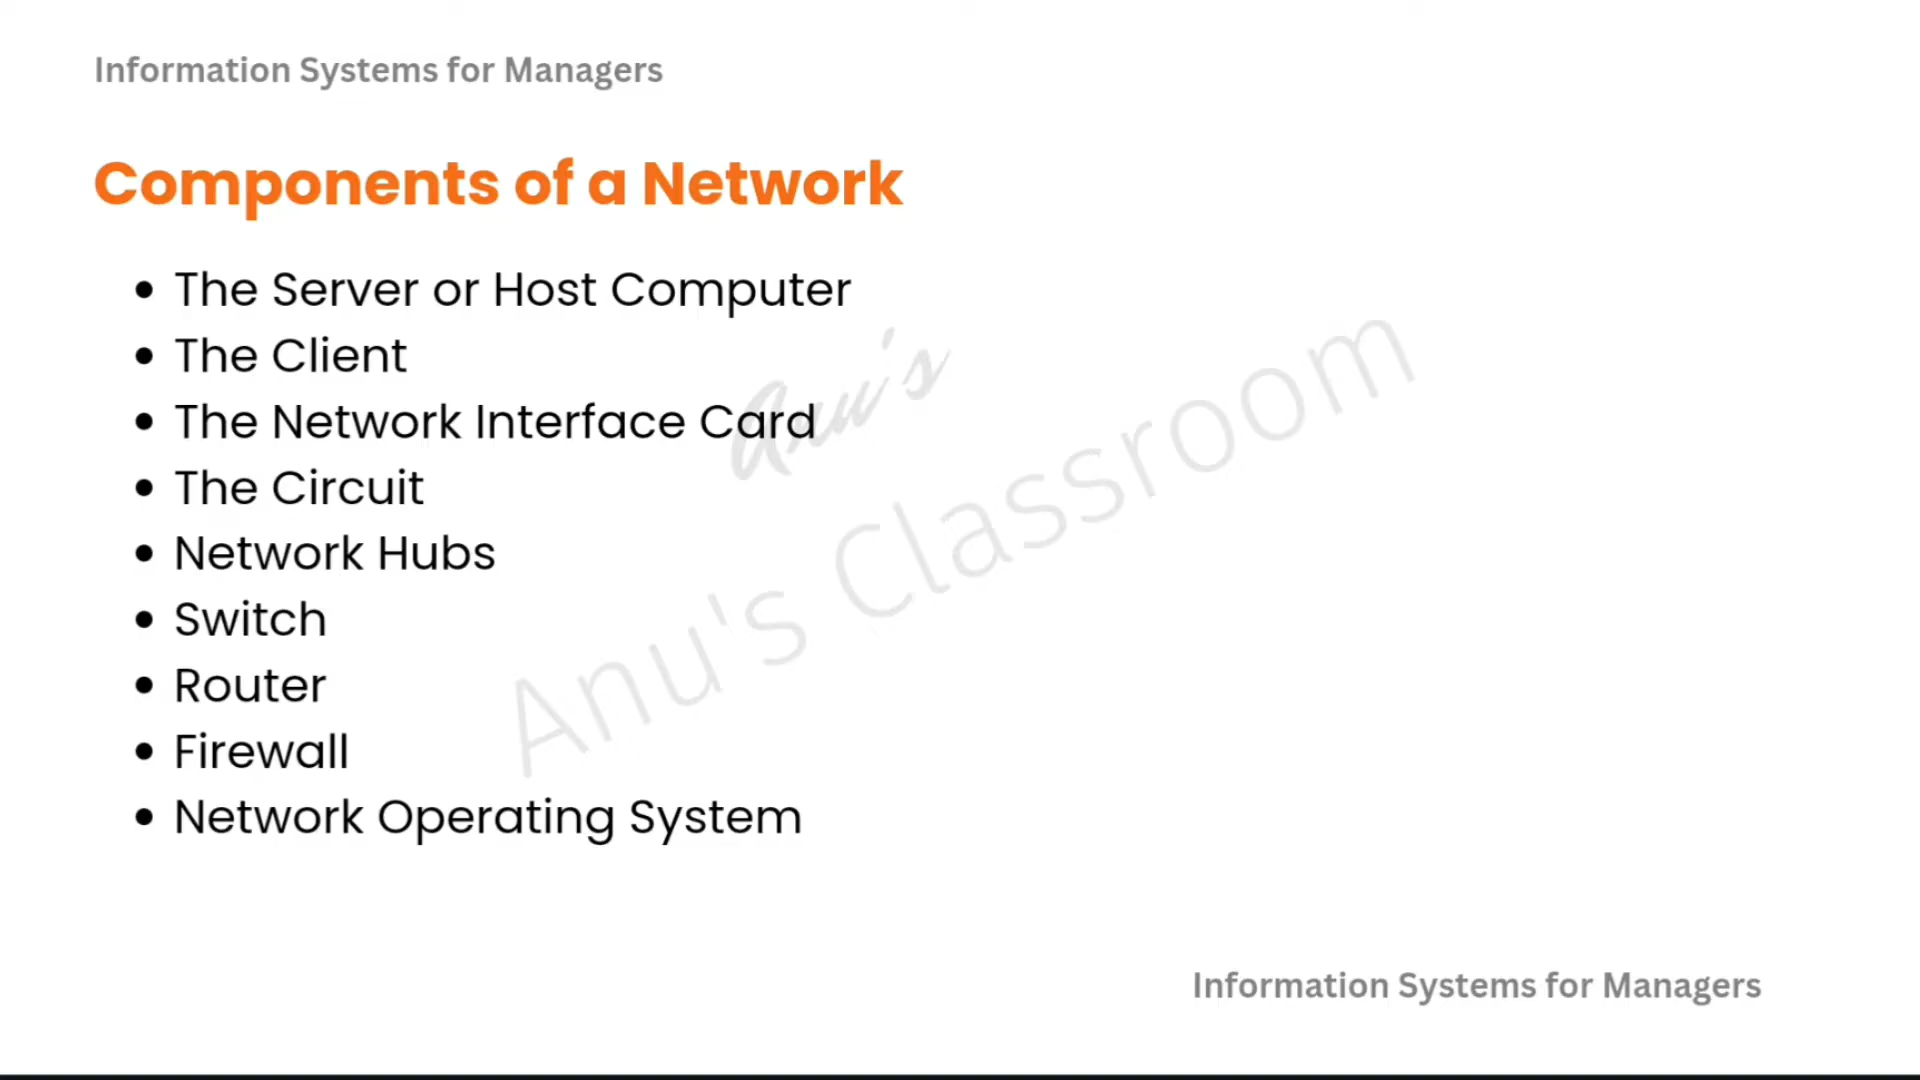 Information Systems for Managers
Components of a Network
• The Server or Host Computer
• The Client
• The Network Interface Card
• The Circuit
• Network Hubs
• Switch
• Router
• Firewall
• Network Operating System
Anu's
Anu's Classroom
Information Systems for Managers